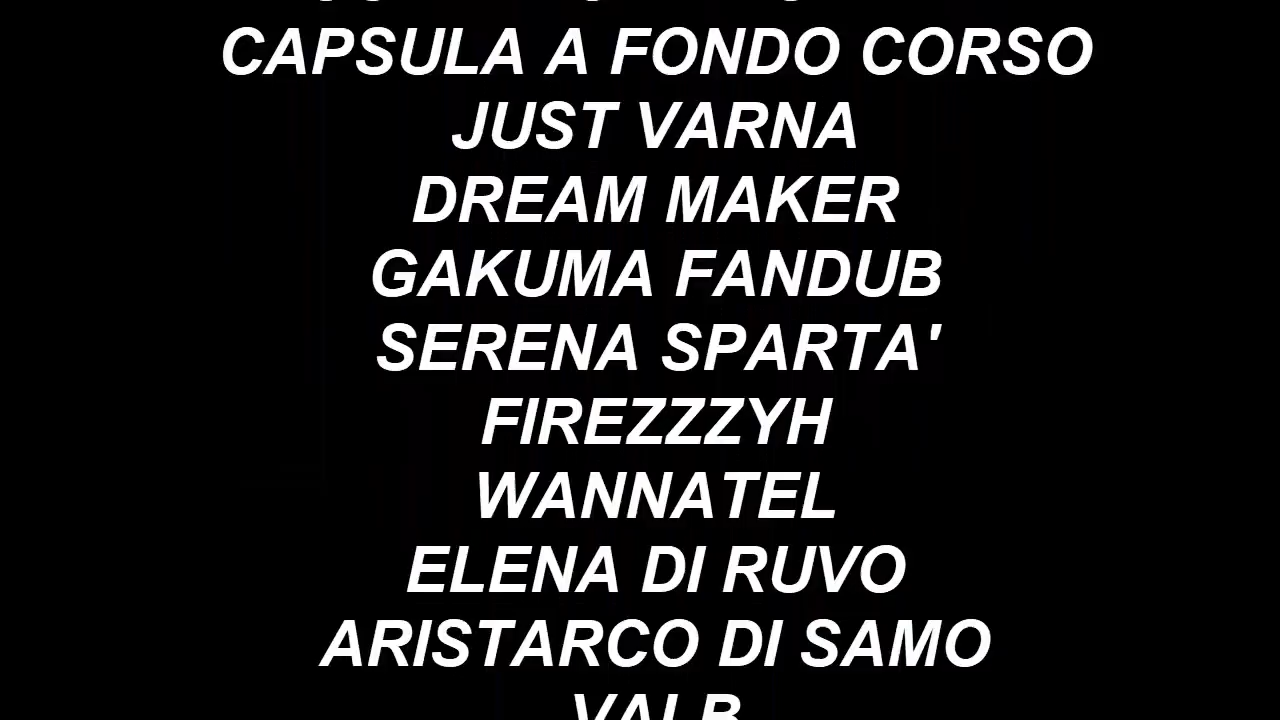 CAPSULA A FONDO CORSO
JUST VARNA
DREAM MAKER
GAKUMA FANDUB
SERENA SPARTA'
FIREZZZYH
WANNATEL
ELENA DI RUVO
ARISTARCO DI SAMO